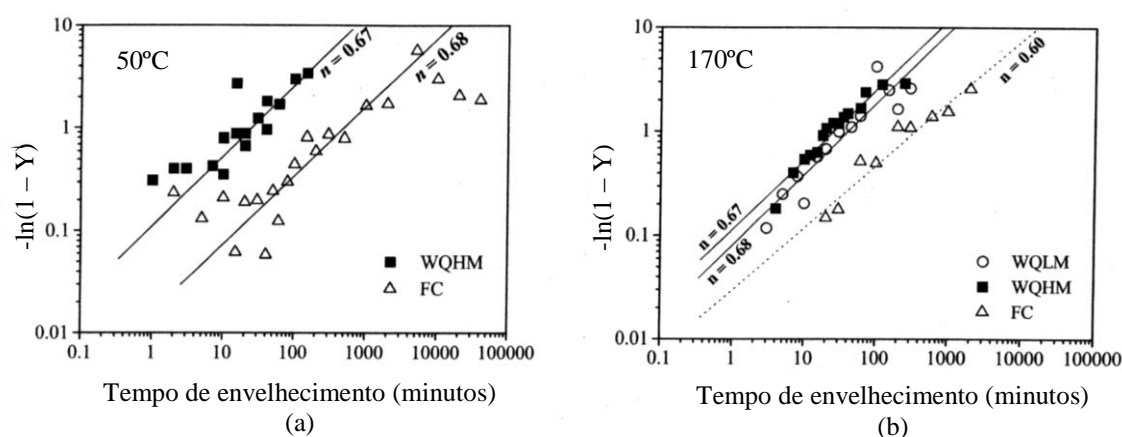 10
1
0.1
0.01
-ln(1 – Y)
50ºC
n = 0.67
n = 0.68
WQHM
FC
0.1
1
10
100
1000
10000
100000
Tempo de envelhecimento (minutos)
(a)
10
1
0.1
0.01
-ln(1 – Y)
170ºC
n = 0.60
n = 0.67
n = 0.68
WQLM
WQHM
FC
0.1
1
10
100
1000
10000
100000
Tempo de envelhecimento (minutos)
(b)